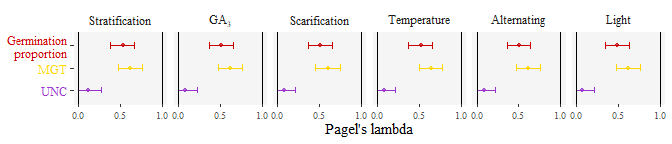 Stratification GA3 Scarification Temperature Alternating Light
Germination
proportion
MGT
UNC
0.0 0.5 1.0 0.0 0.5 1.0 0.0 0.5 1.0 0.0 0.5 1.0 0.0 0.5 1.0 0.0 0.5 1.0
Pagel's lambda